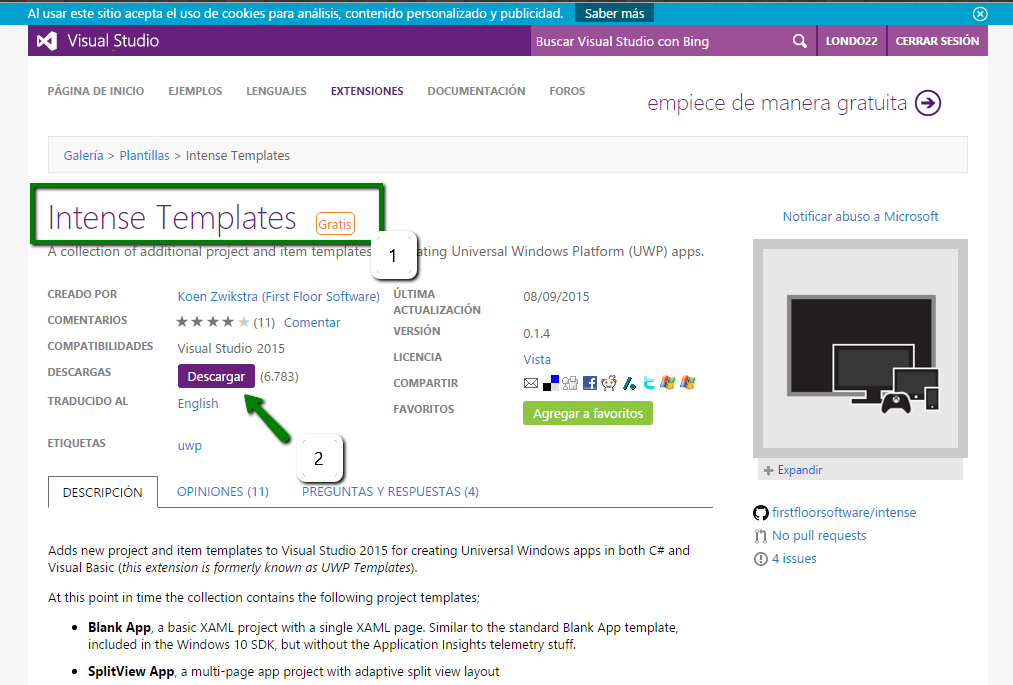 Al usar este sitio acepta el uso de cookies para análisis, contenido personalizado y publicidad. Saber más
Visual Studio
Buscar Visual Studio con Bing
LONDO22
CERRAR SESIÓN
PÁGINA DE INICIO EJEMPLOS LENGUAJES EXTENSIONES DOCUMENTACIÓN FOROS
empiece de manera gratuita
Galería > Plantillas > Intense Templates
Intense Templates Gratis
Notificar abuso a Microsoft
A collection of additional project and item templates ating Universal Windows Platform (UWP) apps.
1
CREADO POR Koen Zwikstra (First Floor Software)
COMENTARIOS (11) Comentar
COMPATIBILIDADES Visual Studio 2015
DESCARGAS Descargar (6.783)
TRADUCIDO AL English
ETIQUETAS uwp
2
ÚLTIMA
ACTUALIZACIÓN
08/09/2015
VERSIÓN 0.1.4
LICENCIA Vista
COMPARTIR
FAVORITOS Agregar a favoritos
Expandir
DESCRIPCIÓN OPINIONES (11) PREGUNTAS Y RESPUESTAS (4)
firstfloorsoftware/intense
No pull requests
4 issues
Adds new project and item templates to Visual Studio 2015 for creating Universal Windows apps in both C# and
Visual Basic (this extension is formerly known as UWP Templates).
At this point in time the collection contains the following project templates;
Blank App, a basic XAML project with a single XAML page. Similar to the standard Blank App template,
included in the Windows 10 SDK, but without the Application Insights telemetry stuff.
SplitView App, a multi-page app project with adaptive split view layout